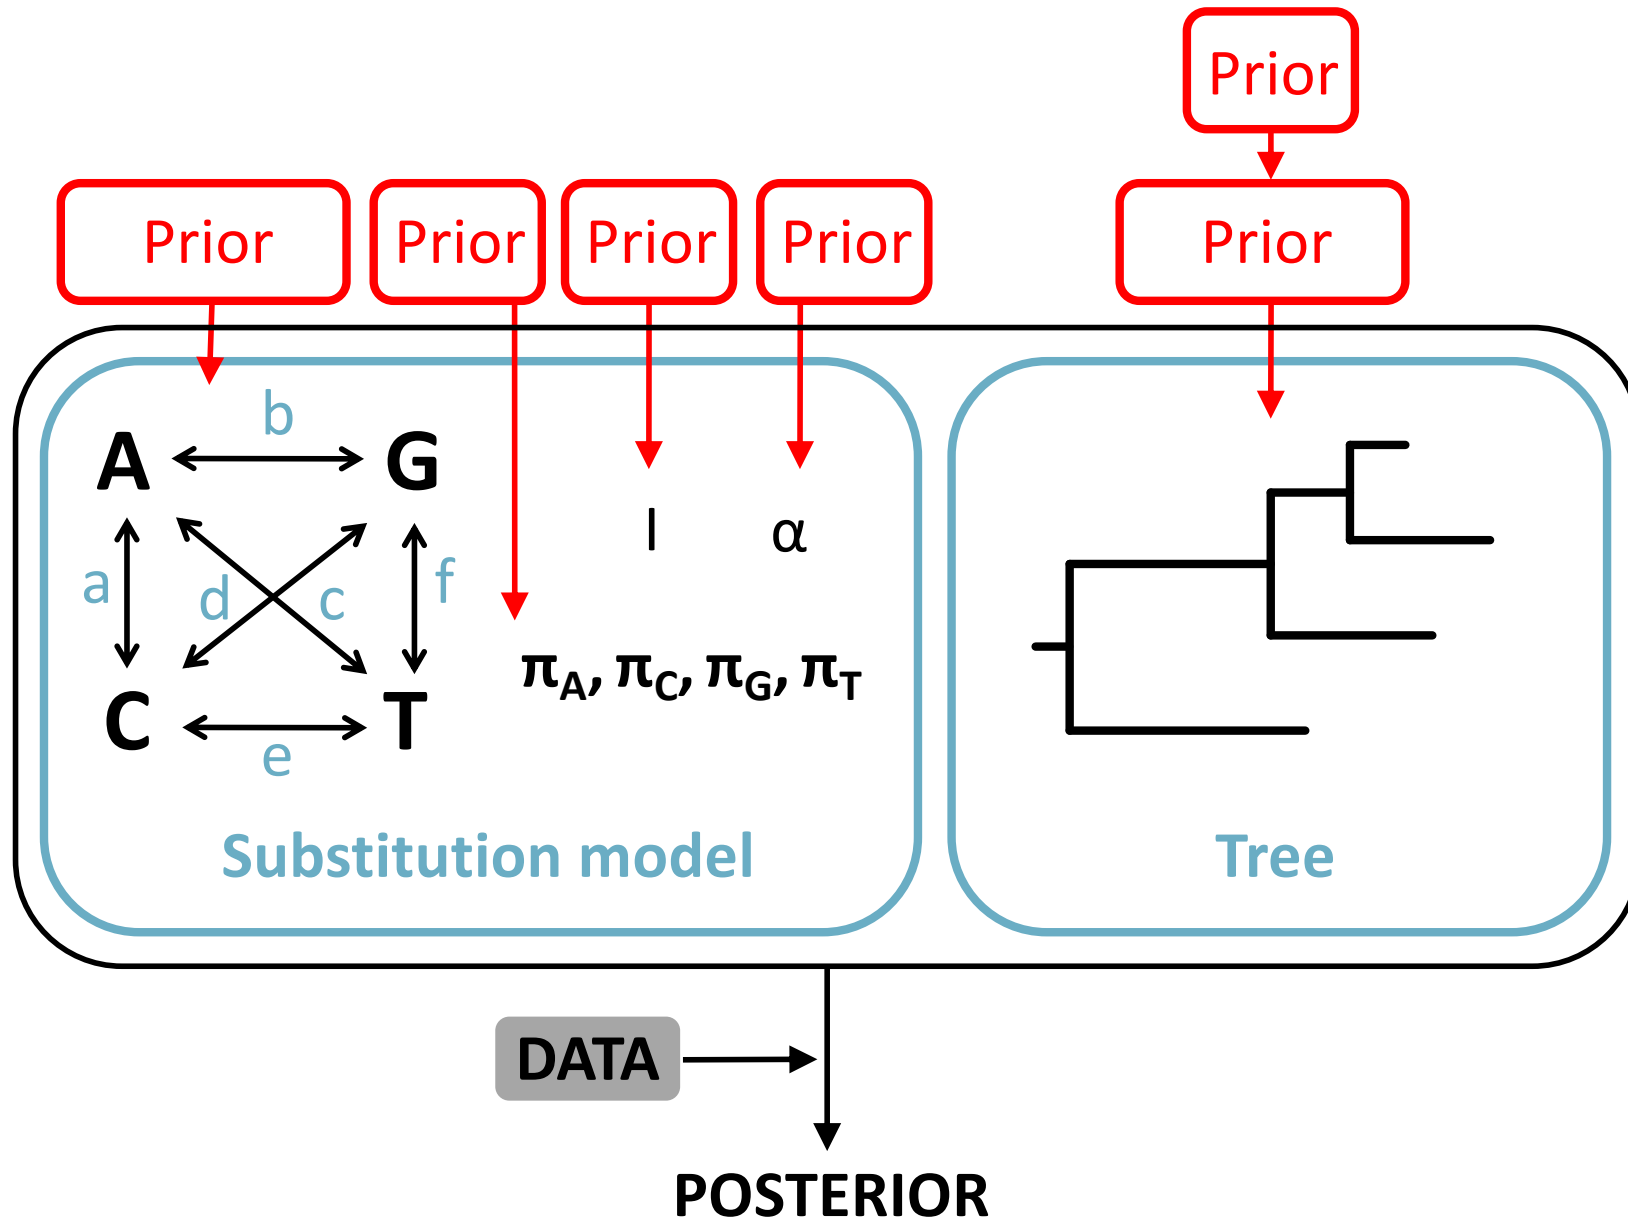 Prior
Prior Prior Prior Prior Prior
b
A G
I α
a d c f
πA, πC, πG, πT
C T
e
Substitution model Tree
DATA
POSTERIOR